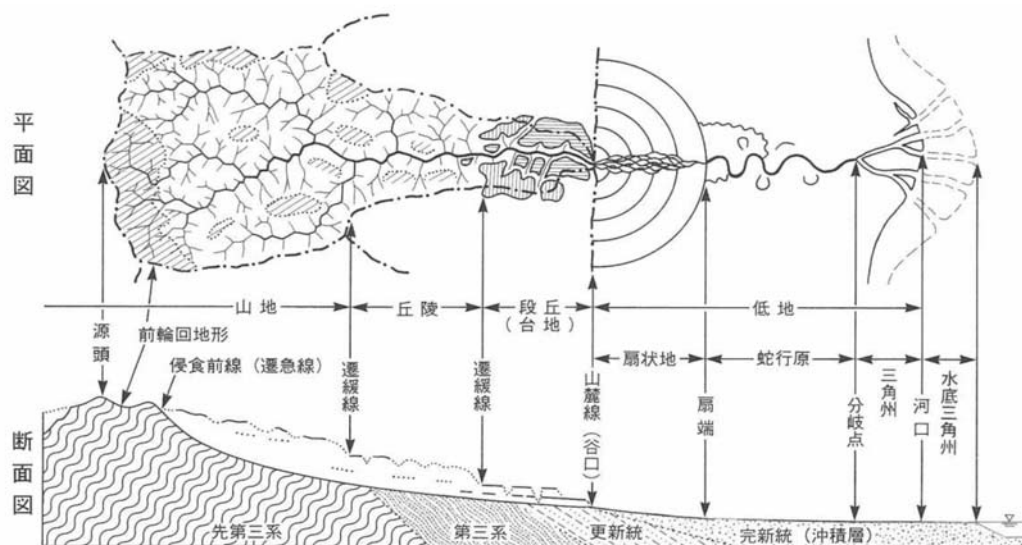 平面図
山地
丘陵
段丘
（台地）
低地
源頭
前輪回地形
侵食前線（遷急線）
遷緩線
遷緩線
山麓線（谷口）
扇状地
扇端
蛇行原
分岐点
三角州
河口
水底三角州
断面図
先第三系
第三系
更新統
完新統（沖積層）